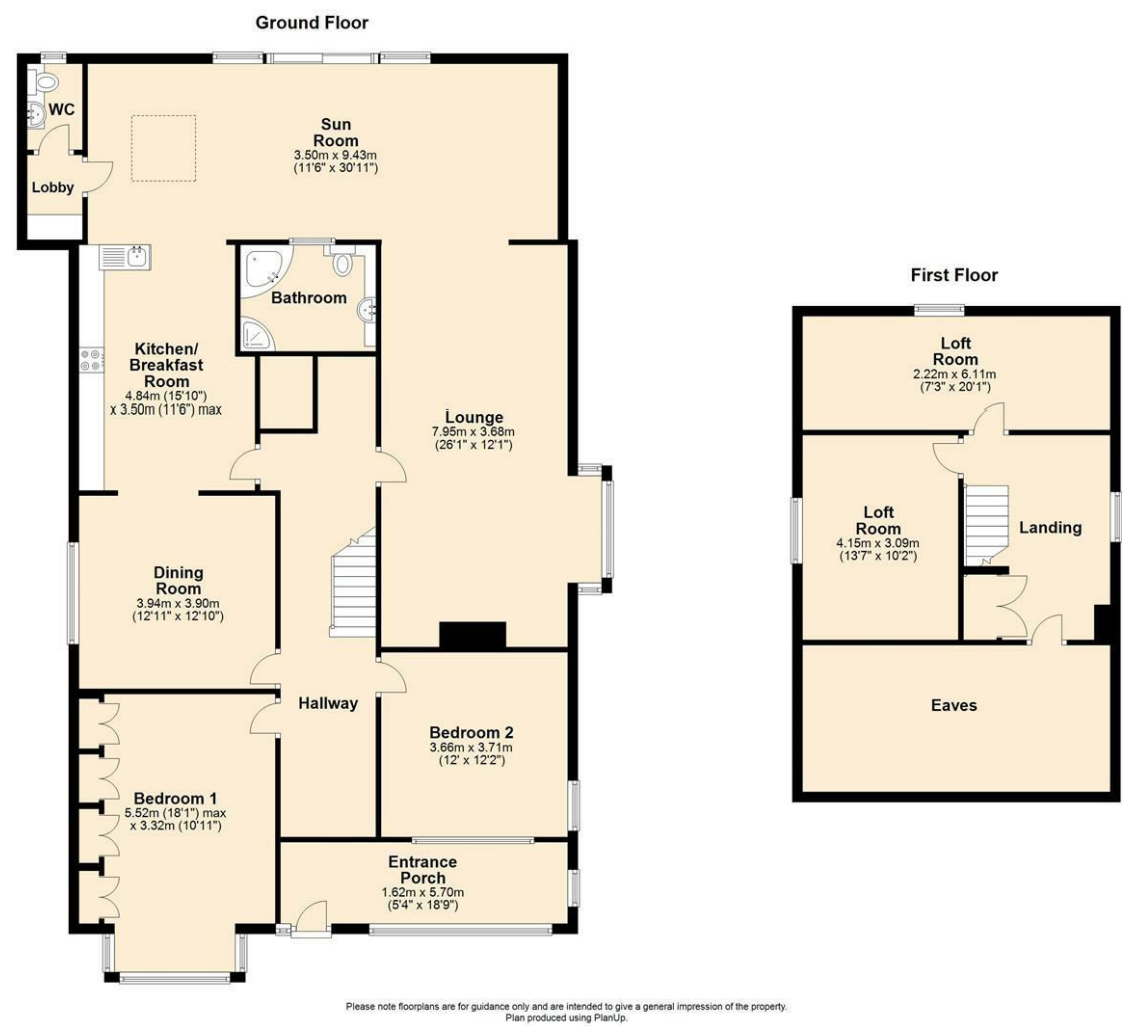 Ground Floor
WC
Lobby
Sun
Room
3.50m x 9.43m
(11'6" x 30'11")
Bathroom
Kitchen/
Breakfast
Room
4.84m (15'10")
x 3.50m (11'6") max
Lounge
7.95m x 3.68m
(26'1" x 12'1")
Dining
Room
3.94m x 3.90m
(12'11" x 12'10")
Hallway
Bedroom 2
3.66m x 3.71m
(12' x 12'2")
Bedroom 1
5.52m (18'1") max
x 3.32m (10'11")
Entrance
Porch
1.62m x 5.70m
(5'4" x 18'9")
First Floor
Loft
Room
2.22m x 6.11m
(7'3" x 20'1")
Loft
Room
4.15m x 3.09m
(13'7" x 10'2")
Landing
Eaves
Please note floorplans are for guidance only and are intended to give a general impression of the property.
Plan produced using PlanUp.